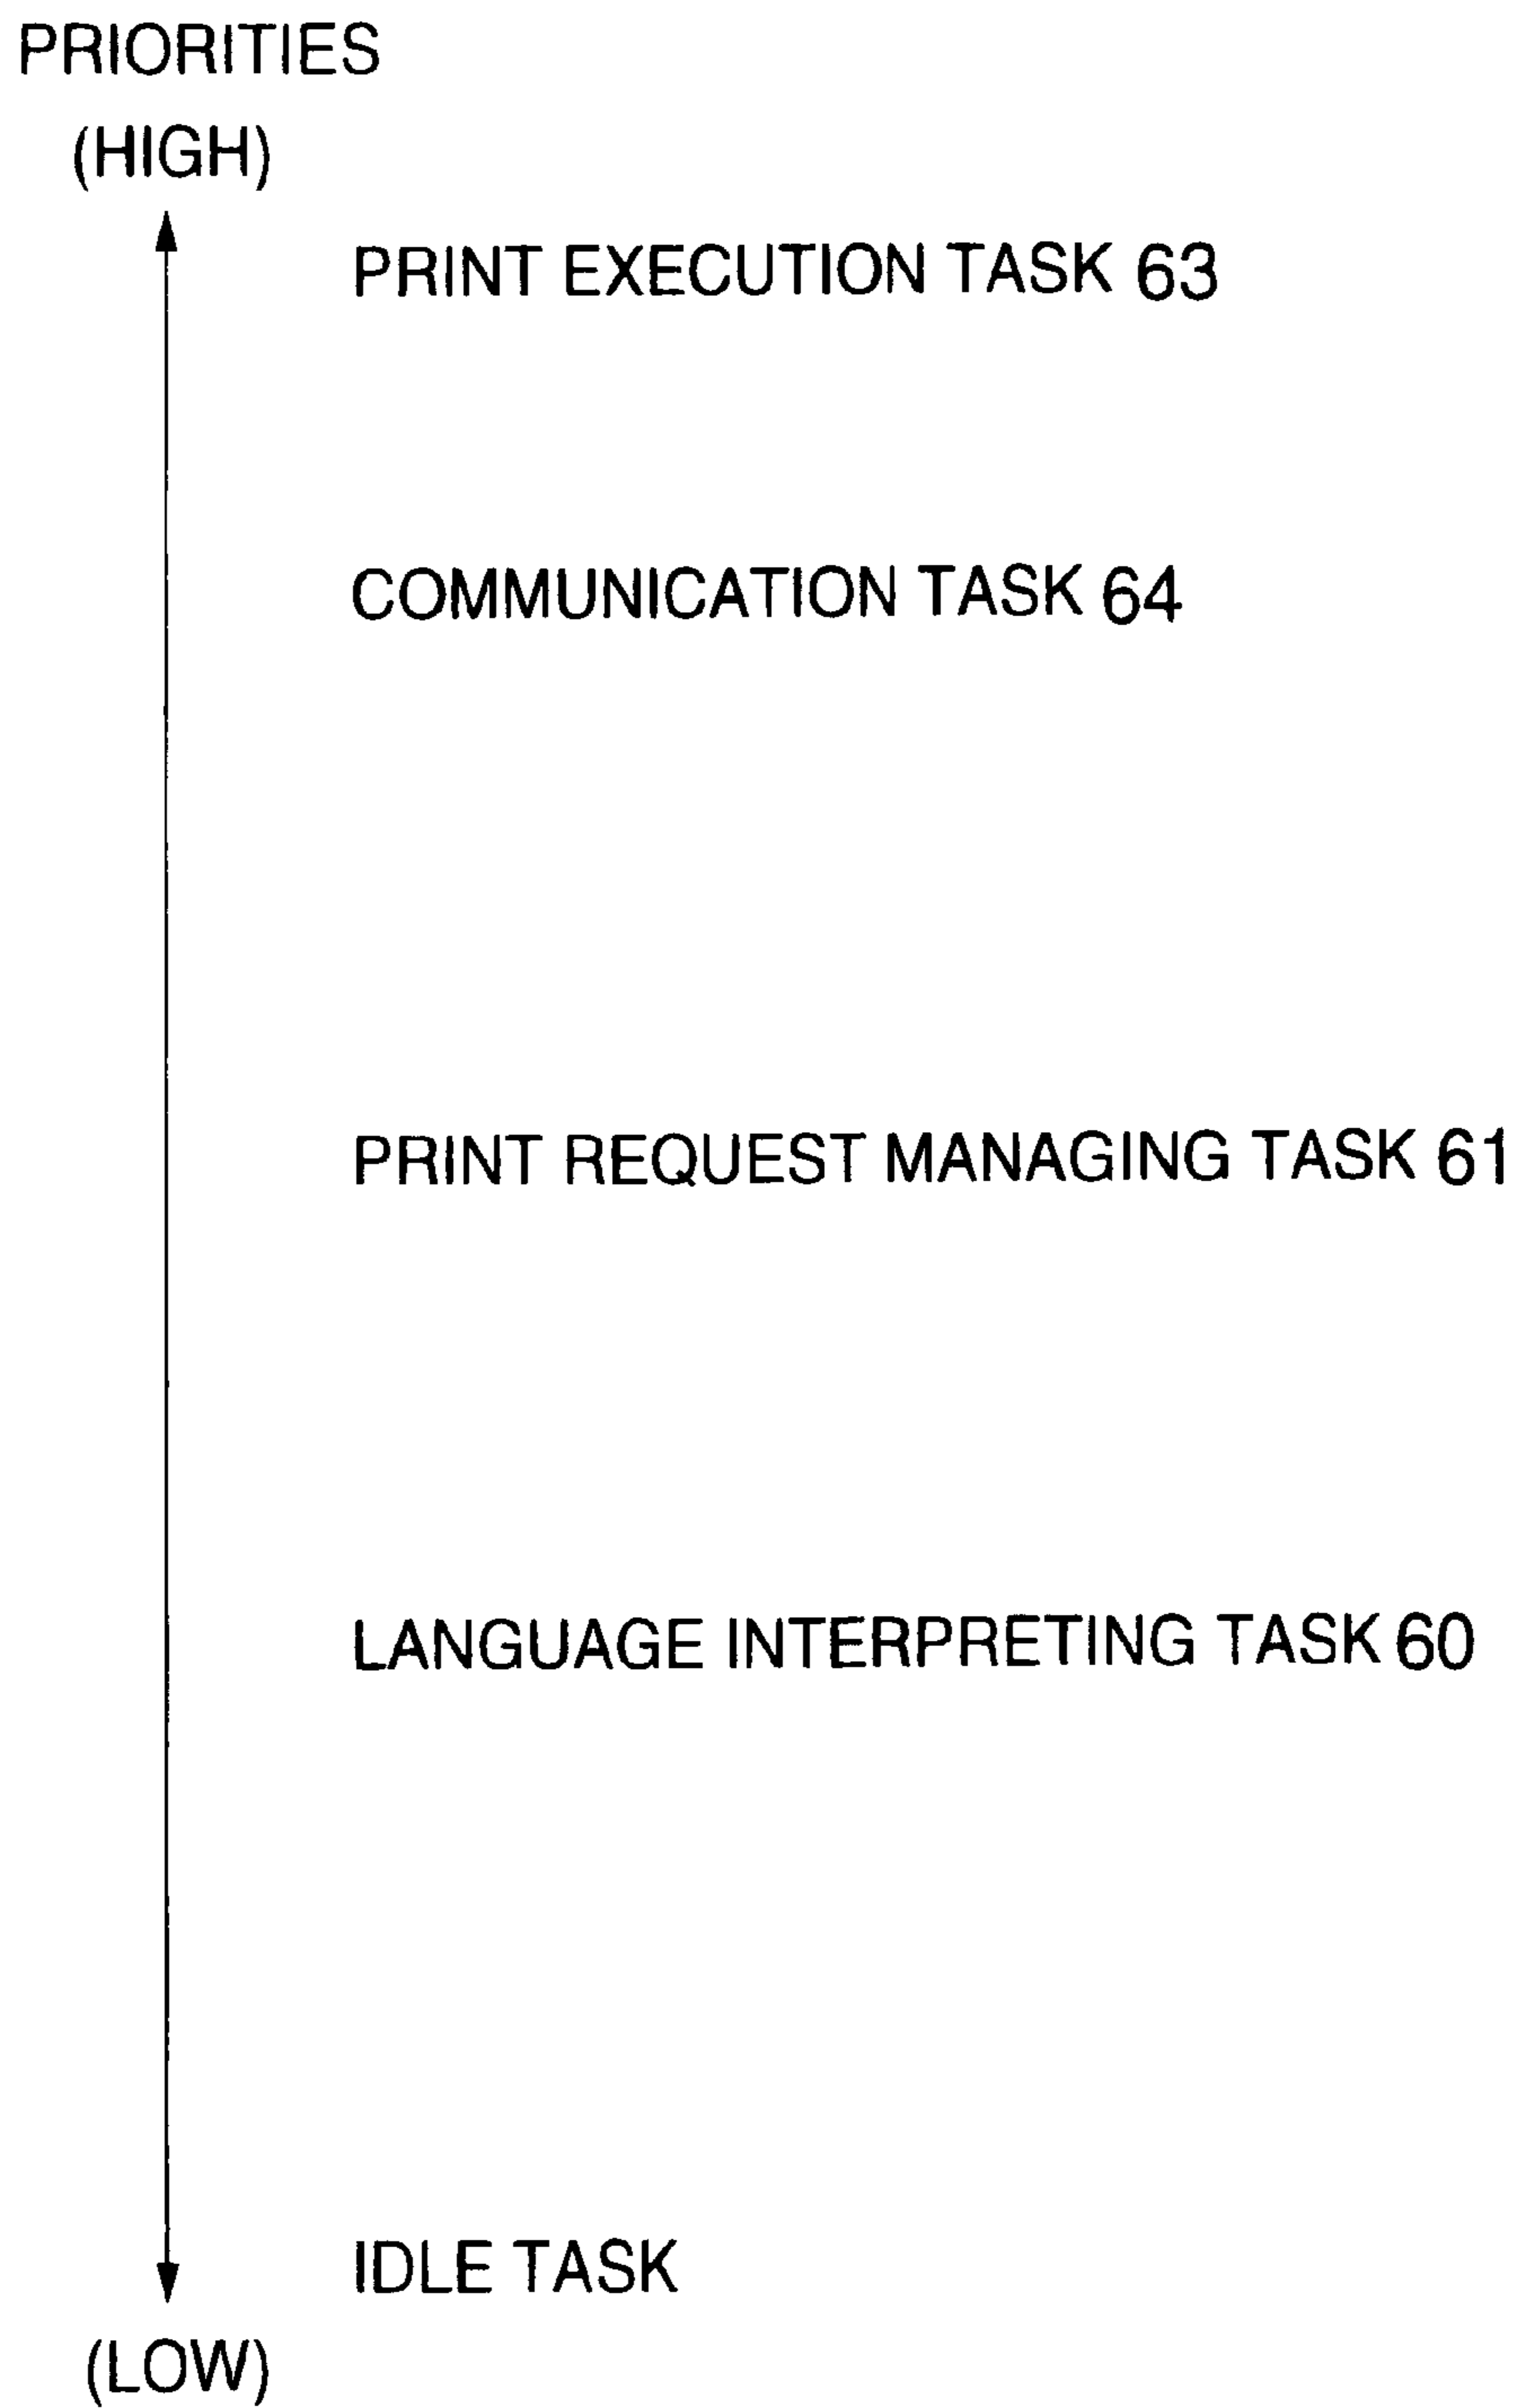 PRIORITIES
(HIGH)
PRINT EXECUTION TASK 63
COMMUNICATION TASK 64
PRINT REQUEST MANAGING TASK 61
LANGUAGE INTERPRETING TASK 60
IDLE TASK
(LOW)